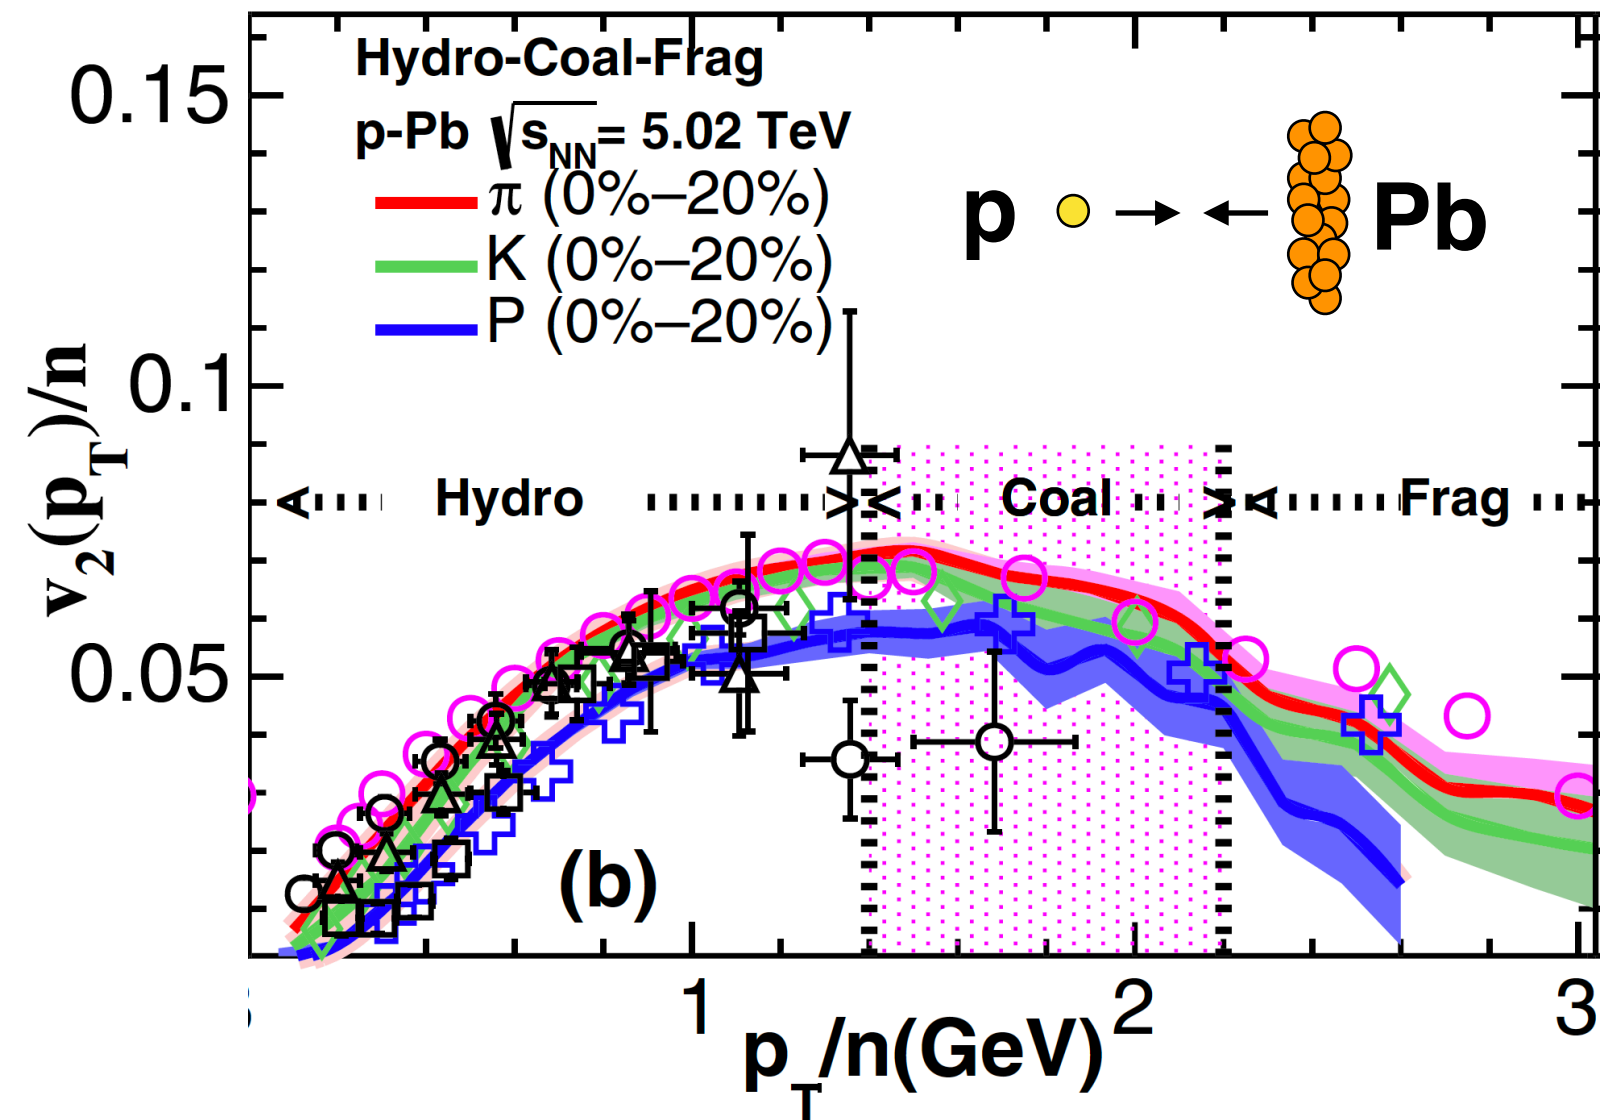 Hydro-Coal-Frag
p-Pb √sNN= 5.02 TeV
π (0%–20%)
K (0%–20%)
P (0%–20%)
p Pb
0.15
0.1
0.05
v2(pT)/n
< Hydro > < Coal > < Frag
(b)
1 2 3
pT/n(GeV)